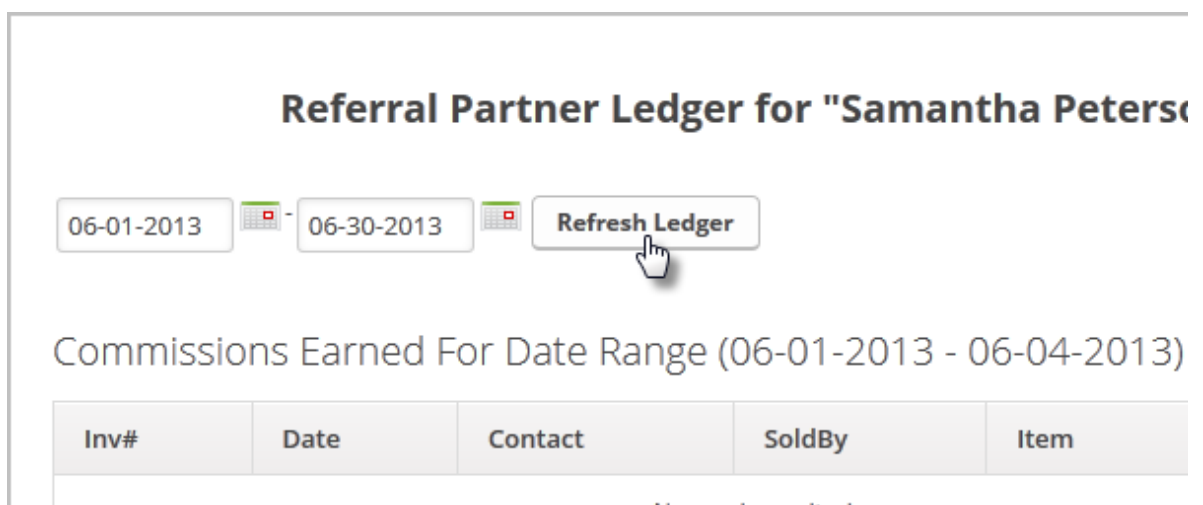 Referral Partner Ledger for "Samantha
06-01-2013 - 06-30-2013 Refresh Ledger
Commissions Earned For Date Range (06-01-2013 - 06-04-2013)
Inv# Date Contact SoldBy Item